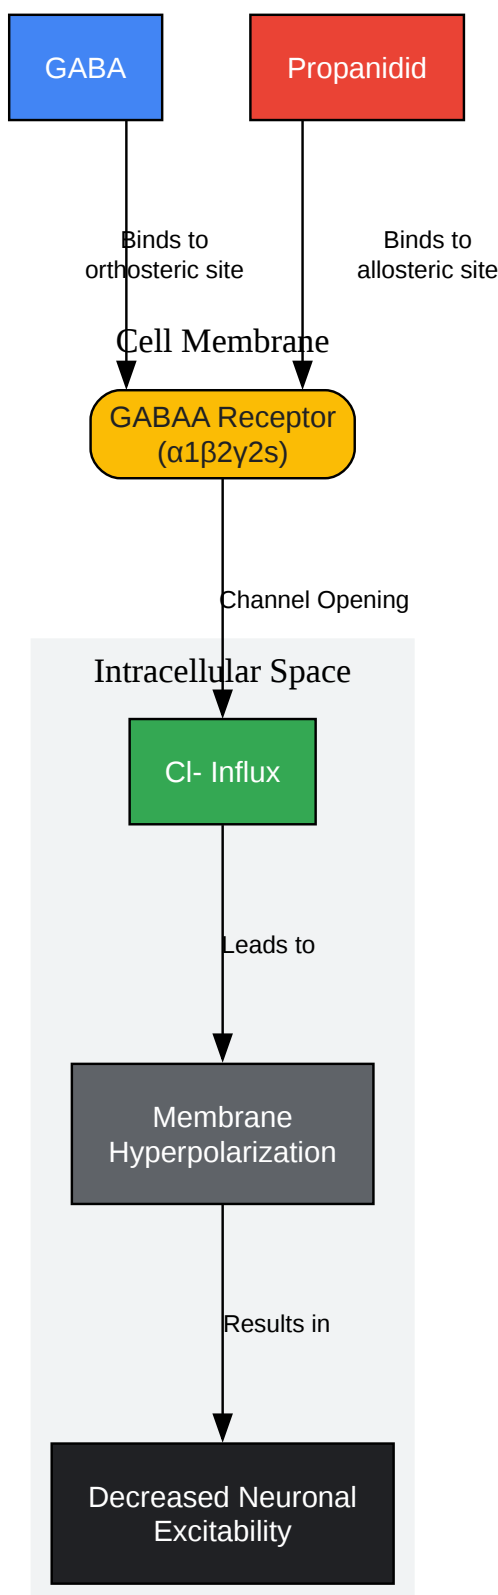 GABA
Propanidid
Binds to
orthosteric site
Binds to
allosteric site
Cell Membrane
GABAA Receptor
(α1β2γ2s)
Channel Opening
Intracellular Space
Cl- Influx
Leads to
Membrane
Hyperpolarization
Results in
Decreased Neuronal
Excitability